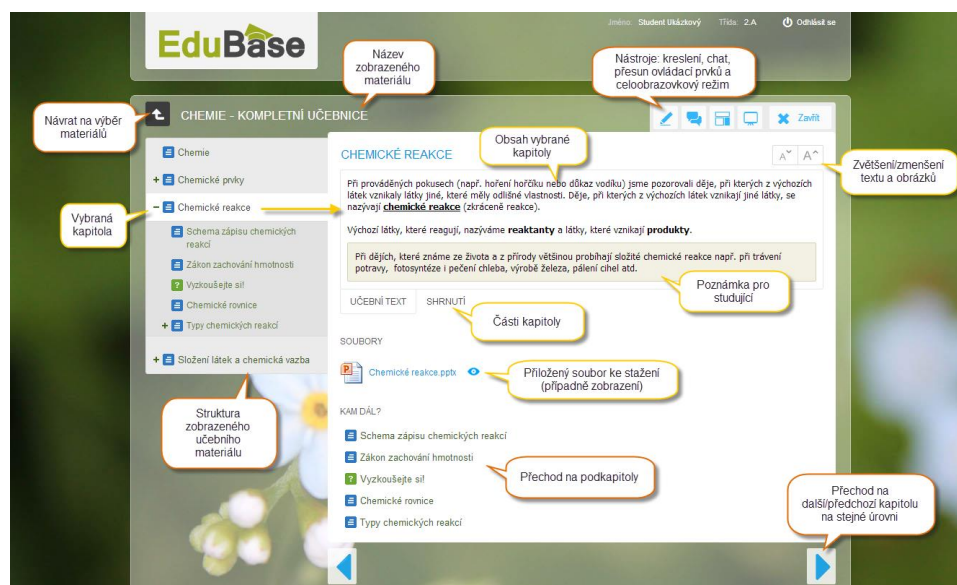 Jméno: Student Ukázkový Třída: 2.A Odhlásit se
EduBase
Název
zobrazeného
materiálu
Nástroje: kreslení, chat,
přesun ovládací prvků a
celoobrazovkový režim
Návrat na výběr
materiálů
CHEMIE - KOMPLETNÍ UČEBNICE
Zavřít
Chemie
+ Chemické prvky
− Chemické reakce
Schema zápisu chemických
reakcí
Zákon zachování hmotnosti
Vyzkoušejte si!
Chemické rovnice
+ Typy chemických reakcí
+ Složení látek a chemická vazba
Vybraná
kapitola
Struktura
zobrazeného
učebního
materiálu
CHEMICKÉ REAKCE
Obsah vybrané
kapitoly
A A
Zvětšení/zmenšení
textu a obrázků
Při prováděných pokusech (např. hoření hořčíku nebo důkaz vodíku) jsme pozorovali děje, při kterých z výchozích
látek vznikaly látky jiné, které měly odlišné vlastnosti. Děje, při kterých z výchozích látek vznikají jiné látky, se
nazývají chemické reakce (zkráceně reakce).
Výchozí látky, které reagují, nazýváme reaktanty a látky, které vznikají produkty.
Při dějích, které známe ze života a z přírody většinou probíhají složité chemické reakce např. při trávení
potravy, fotosyntéze i pečení chleba, výrobě železa, pálení cihel atd.
Poznámka pro
studující
UČEBNÍ TEXT SHRNUTÍ
Části kapitoly
SOUBORY
Chemické reakce.pptx
Přiložený soubor ke stažení
(případně zobrazení)
KAM DÁL?
Schema zápisu chemických reakcí
Zákon zachování hmotnosti
Vyzkoušejte si!
Chemické rovnice
Typy chemických reakcí
Přechod na podkapitoly
Přechod na
další/předchozí kapitolu
na stejné úrovni